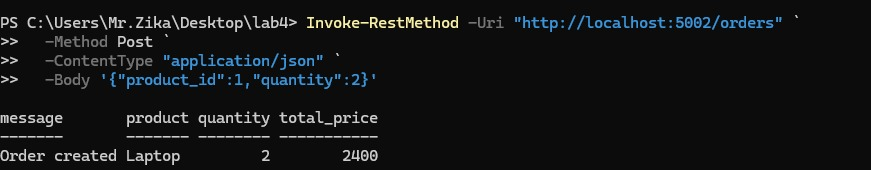 PS C:\Users\Mr.Zika\Desktop\lab4> Invoke-RestMethod -Uri "http://localhost:5002/orders" `
>>   -Method Post `
>>   -ContentType "application/json" `
>>   -Body '{"product_id":1,"quantity":2}'

message       product quantity total_price
-------       ------- -------- -----------
Order created Laptop         2        2400